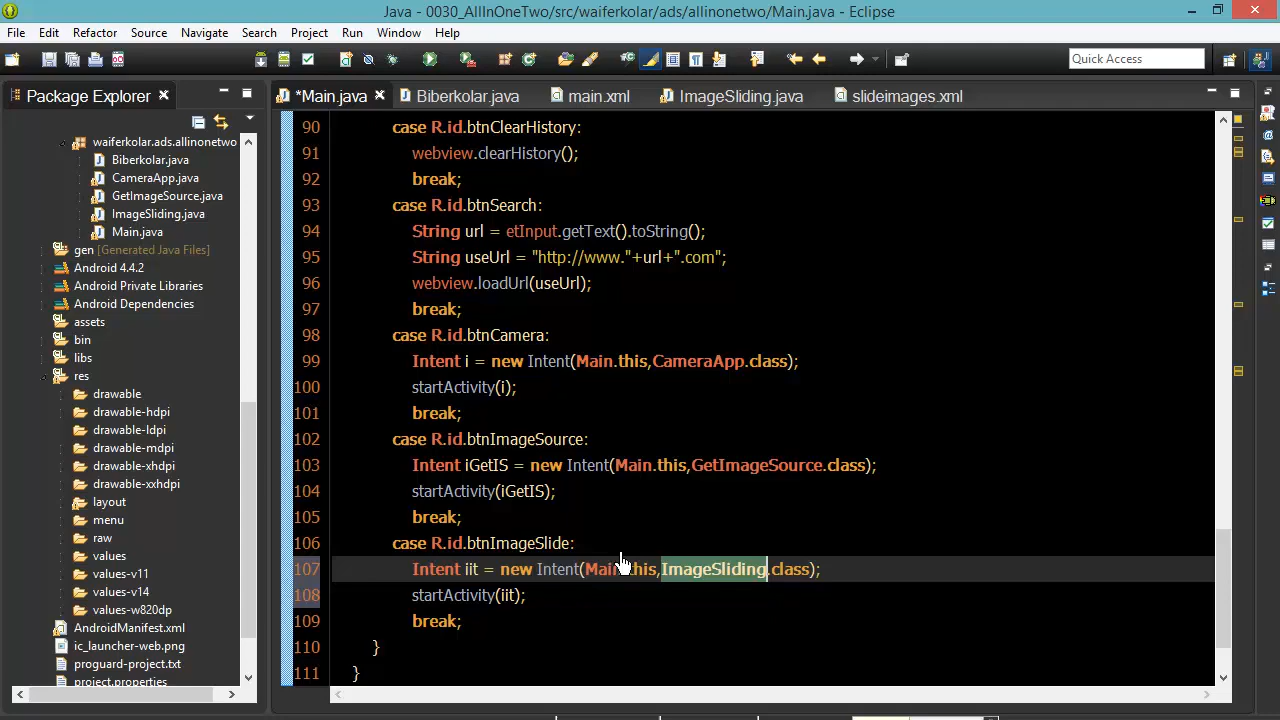 Java - 0030_AllInOneTwo/src/waiferkolar/ads/allinonetwo/Main.java - Eclipse
File Edit Refactor Source Navigate Search Project Run Window Help
Quick Access
Package Explorer
*Main.java Biberkolar.java main.xml ImageSliding.java slideimages.xml
waiferkolar.ads.allinonetwo
Biberkolar.java
CameraApp.java
GetImageSource.java
ImageSliding.java
Main.java
gen [Generated Java Files]
Android 4.4.2
Android Private Libraries
Android Dependencies
assets
bin
libs
res
drawable
drawable-hdpi
drawable-ldpi
drawable-mdpi
drawable-xhdpi
drawable-xxhdpi
layout
menu
raw
values
values-v11
values-v14
values-w820dp
AndroidManifest.xml
ic_launcher-web.png
proguard-project.txt
project.properties
90 case R.id.btnClearHistory:
91 webview.clearHistory();
92 break;
93 case R.id.btnSearch:
94 String url = etInput.getText().toString();
95 String useUrl = "http://www."+url+".com";
96 webview.loadUrl(useUrl);
97 break;
98 case R.id.btnCamera:
99 Intent i = new Intent(Main.this,CameraApp.class);
100 startActivity(i);
101 break;
102 case R.id.btnImageSource:
103 Intent iGetIS = new Intent(Main.this,GetImageSource.class);
104 startActivity(iGetIS);
105 break;
106 case R.id.btnImageSlide:
107 Intent iit = new Intent(Main.this,ImageSliding.class);
108 startActivity(iit);
109 break;
110 }
111 }